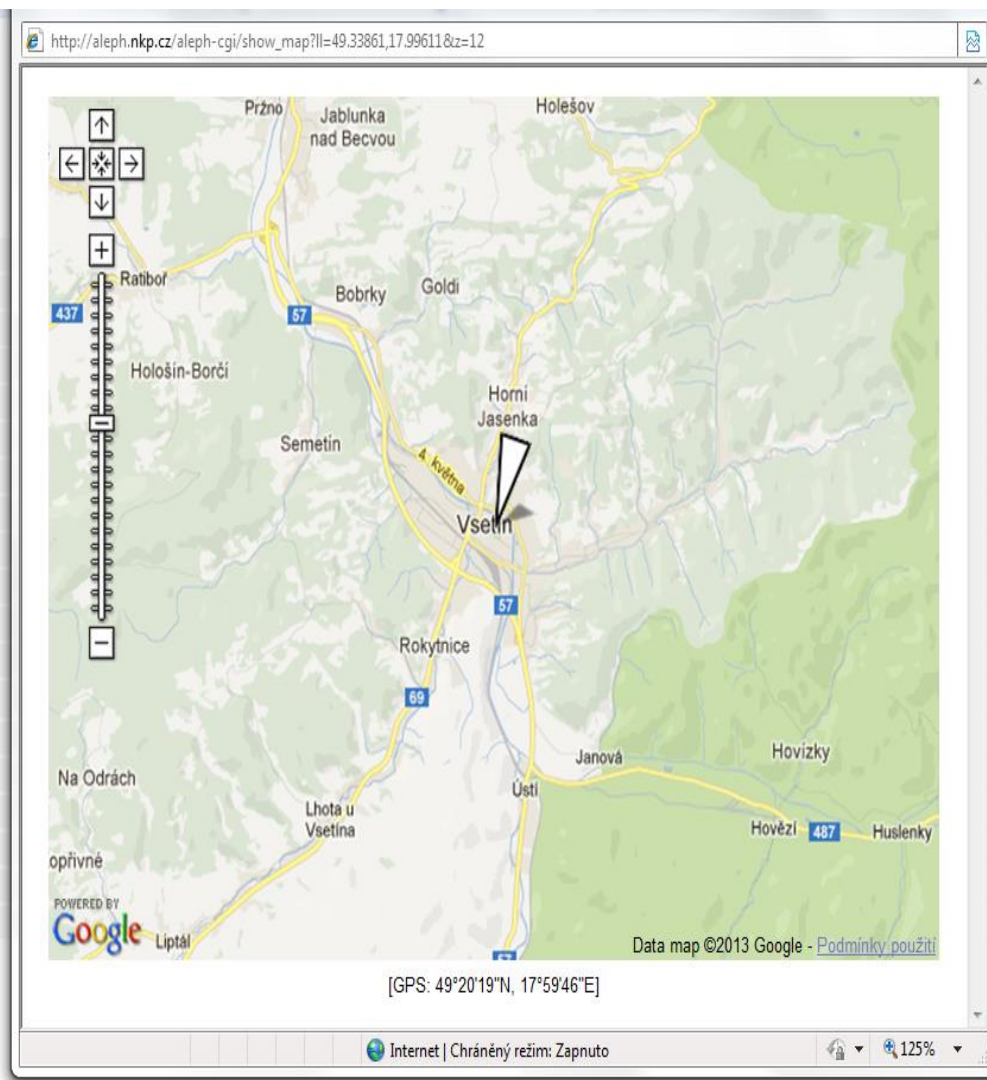 http://aleph.nkp.cz/aleph-cgi/show_map?ll=49.33861,17.99611&z=12
Pržno
Jablunka
nad Becvou
Holešov
Ratiboř
437
Bobrky
Goldi
57
Hološín-Borčí
Horní
Jasenka
Semetín
4. května
Vsetín
57
Rokytnice
69
Na Odrách
Janová
Hovízky
Ústí
Lhota u
Vsetína
Hovězí
487
Huslenky
opřivné
POWERED BY
Google
Liptál
Data map ©2013 Google - Podmínky použití
57
[GPS: 49°20'19"N, 17°59'46"E]
Internet | Chráněný režim: Zapnuto
125%